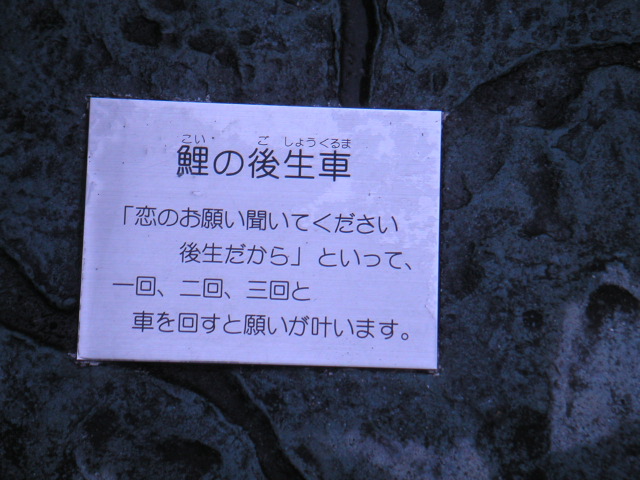 こい ご しょうくるま
鯉の後生車
「恋のお願い聞いてください
後生だから」といって、
一回、二回、三回と
車を回すと願いが叶います。